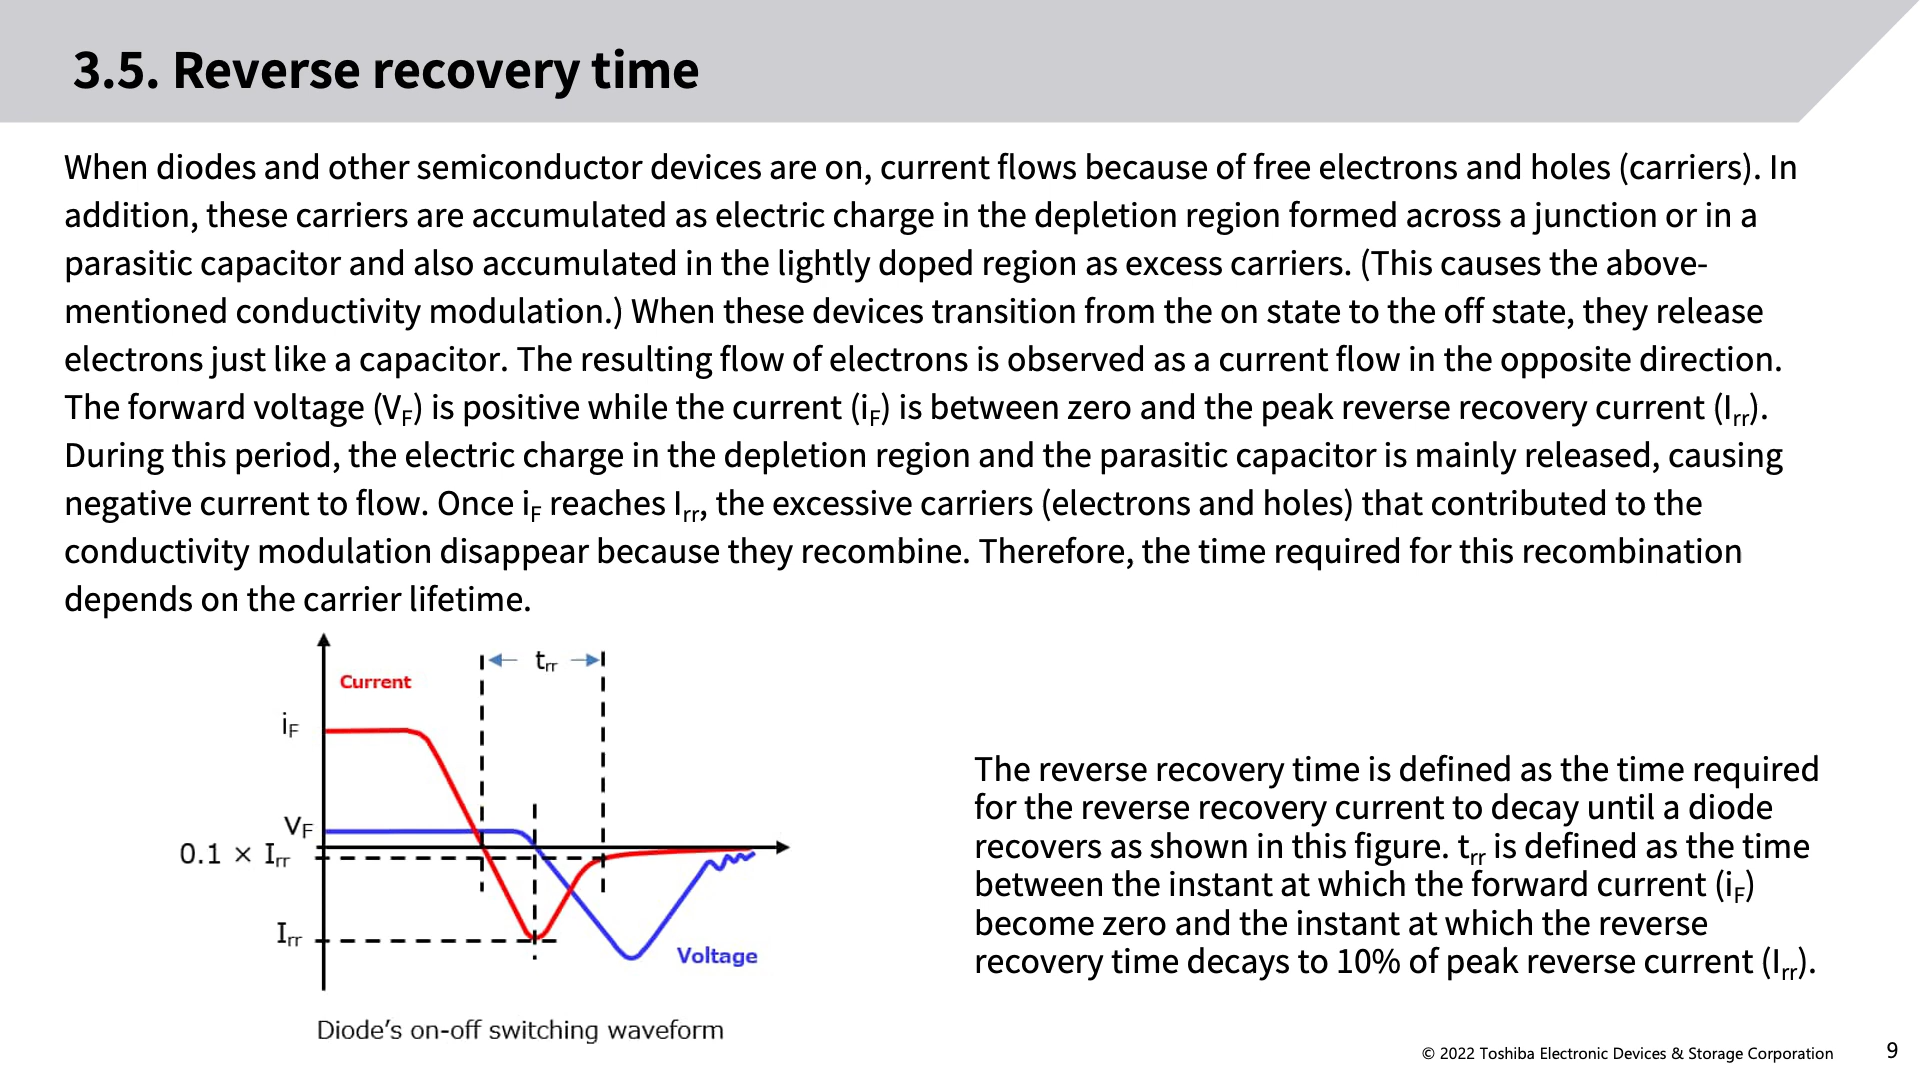 3.5. Reverse recovery time
When diodes and other semiconductor devices are on, current flows because of free electrons and holes (carriers). In
addition, these carriers are accumulated as electric charge in the depletion region formed across a junction or in a
parasitic capacitor and also accumulated in the lightly doped region as excess carriers. (This causes the above-
mentioned conductivity modulation.) When these devices transition from the on state to the off state, they release
electrons just like a capacitor. The resulting flow of electrons is observed as a current flow in the opposite direction.
The forward voltage (VF) is positive while the current (iF) is between zero and the peak reverse recovery current (Irr).
During this period, the electric charge in the depletion region and the parasitic capacitor is mainly released, causing
negative current to flow. Once iF reaches Irr, the excessive carriers (electrons and holes) that contributed to the
conductivity modulation disappear because they recombine. Therefore, the time required for this recombination
depends on the carrier lifetime.
trr
Current
iF
VF
0.1 × Irr
Irr
Voltage
Diode's on-off switching waveform
The reverse recovery time is defined as the time required
for the reverse recovery current to decay until a diode
recovers as shown in this figure. trr is defined as the time
between the instant at which the forward current (iF)
become zero and the instant at which the reverse
recovery time decays to 10% of peak reverse current (Irr).
© 2022 Toshiba Electronic Devices & Storage Corporation
9